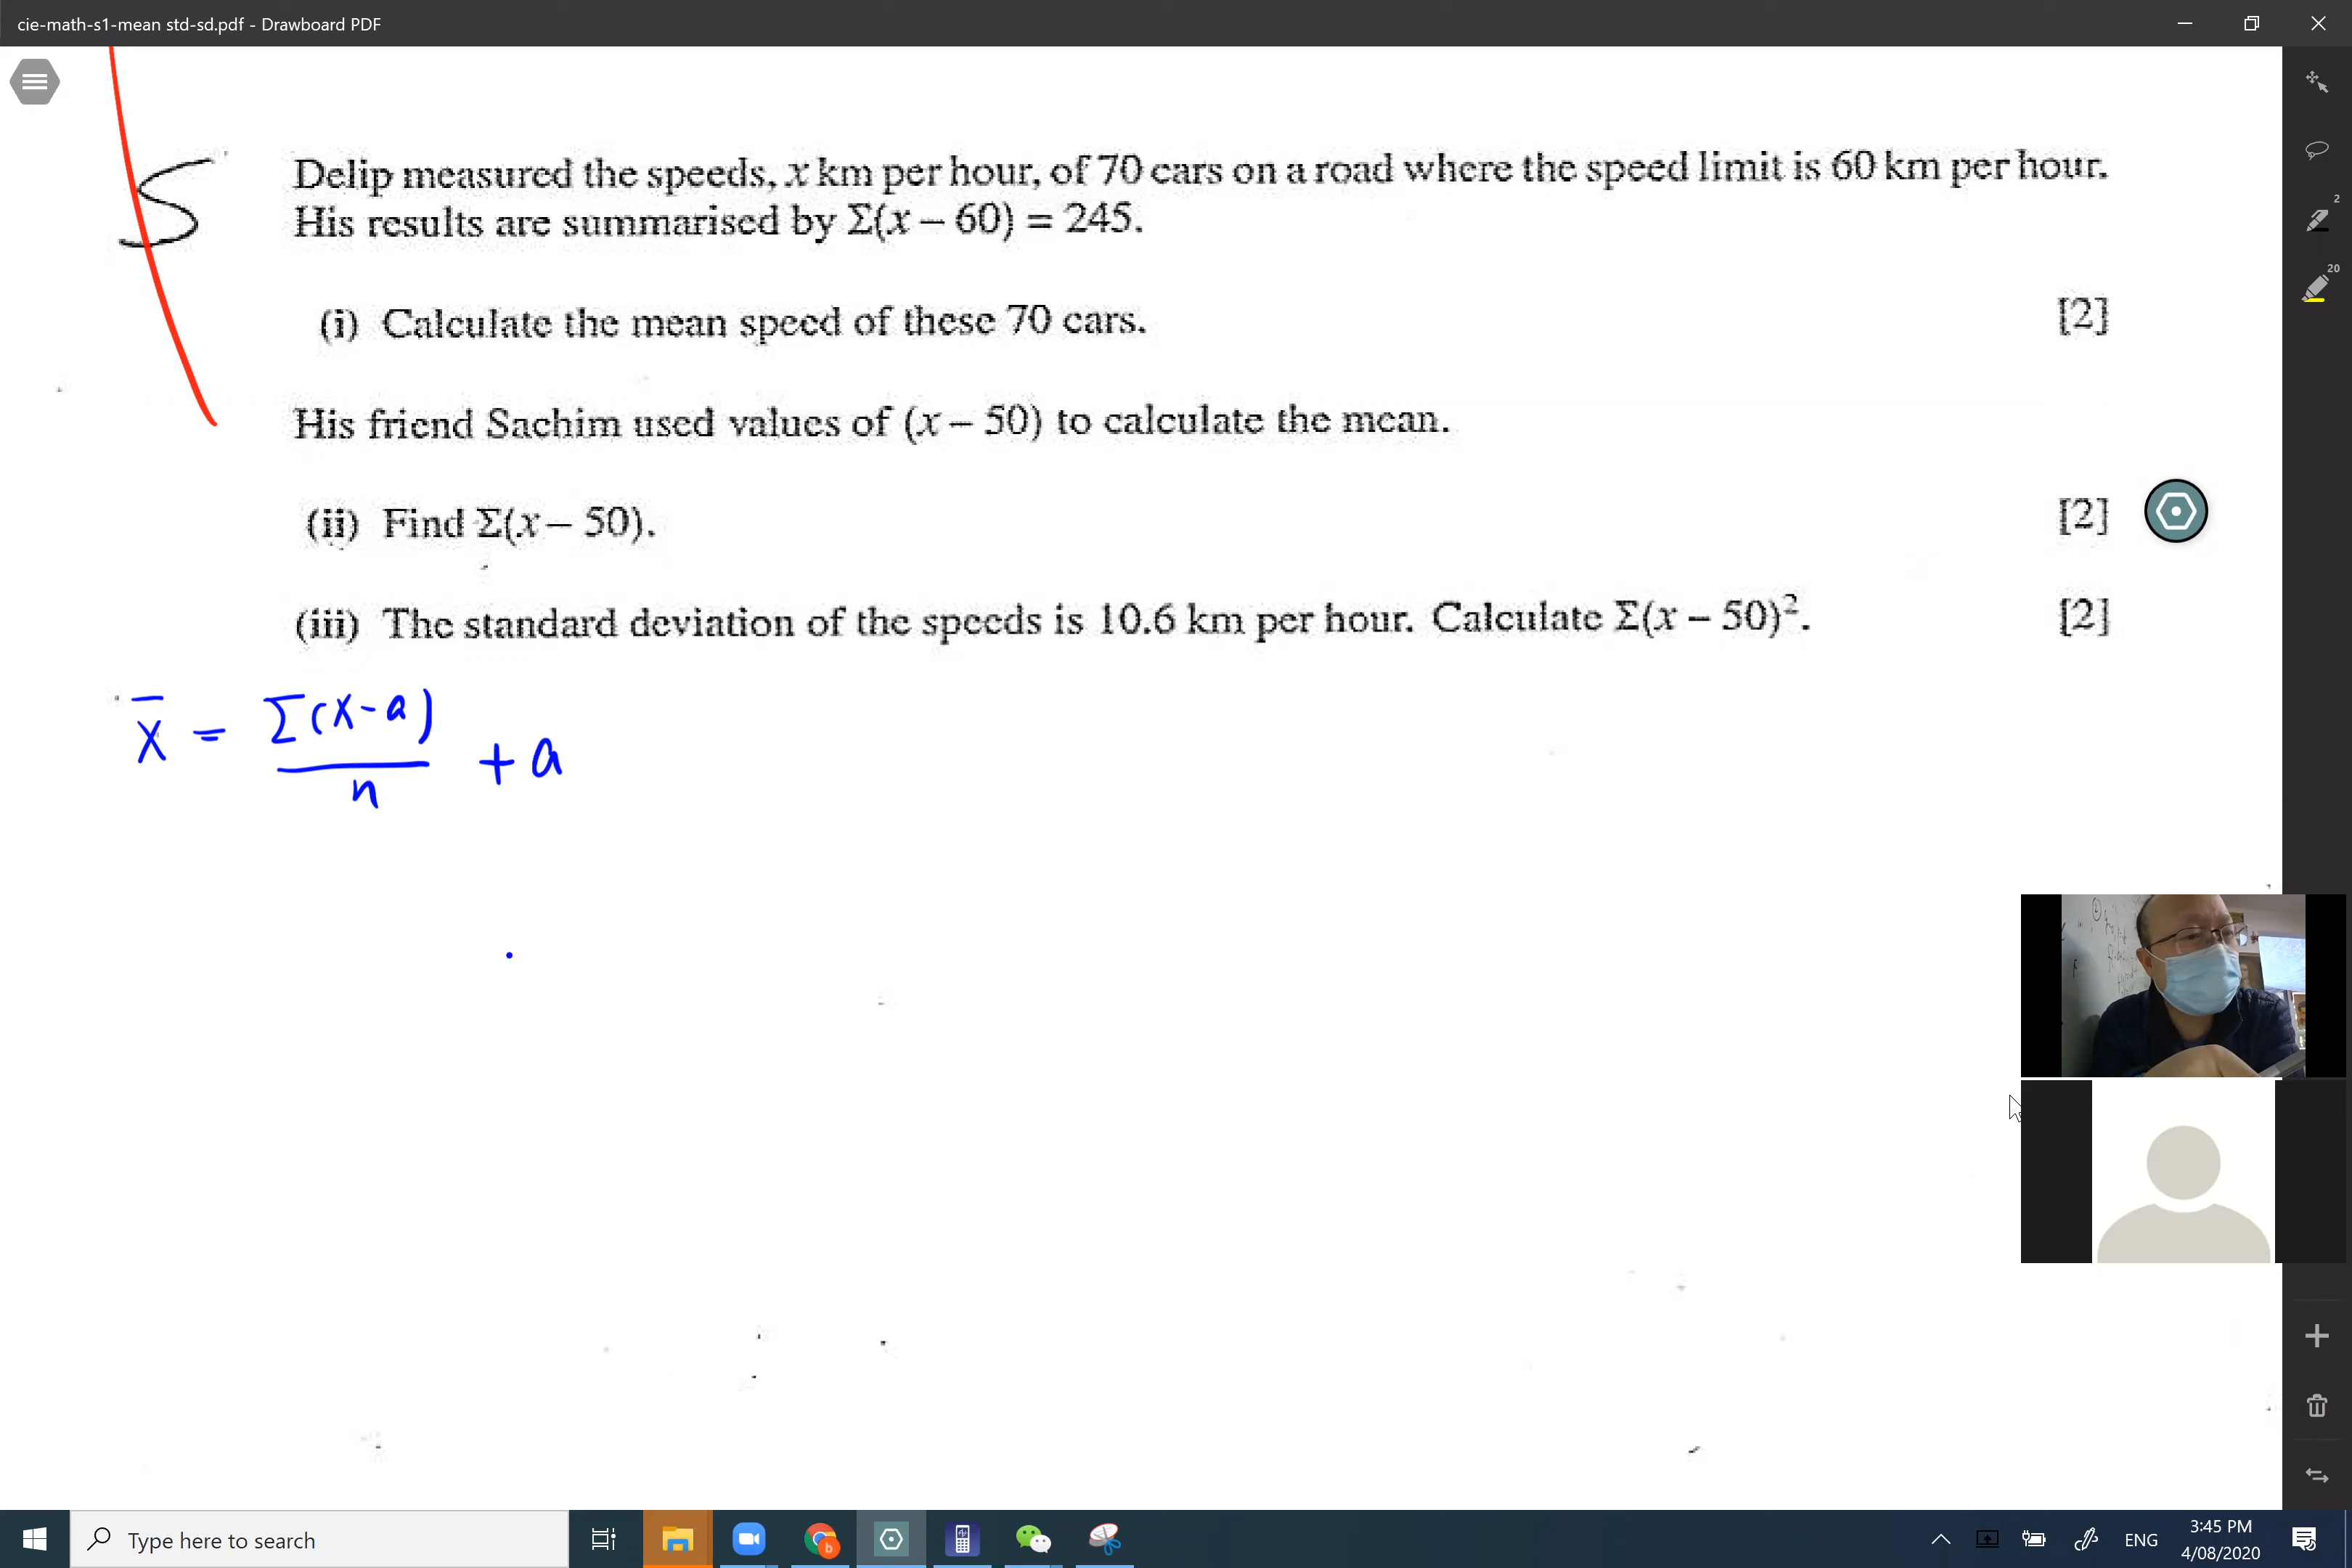 cie-math-s1-mean std-sd.pdf - Drawboard PDF
5 Delip measured the speeds, x km per hour, of 70 cars on a road where the speed limit is 60 km per hour.
His results are summarised by Σ(x − 60) = 245.
(i) Calculate the mean speed of these 70 cars. [2]
His friend Sachim used values of (x − 50) to calculate the mean.
(ii) Find Σ(x − 50). [2]
(iii) The standard deviation of the speeds is 10.6 km per hour. Calculate Σ(x − 50)². [2]
x̄ = Σ(x-a)/n + a
2
20
Type here to search
ENG
3:45 PM
4/08/2020